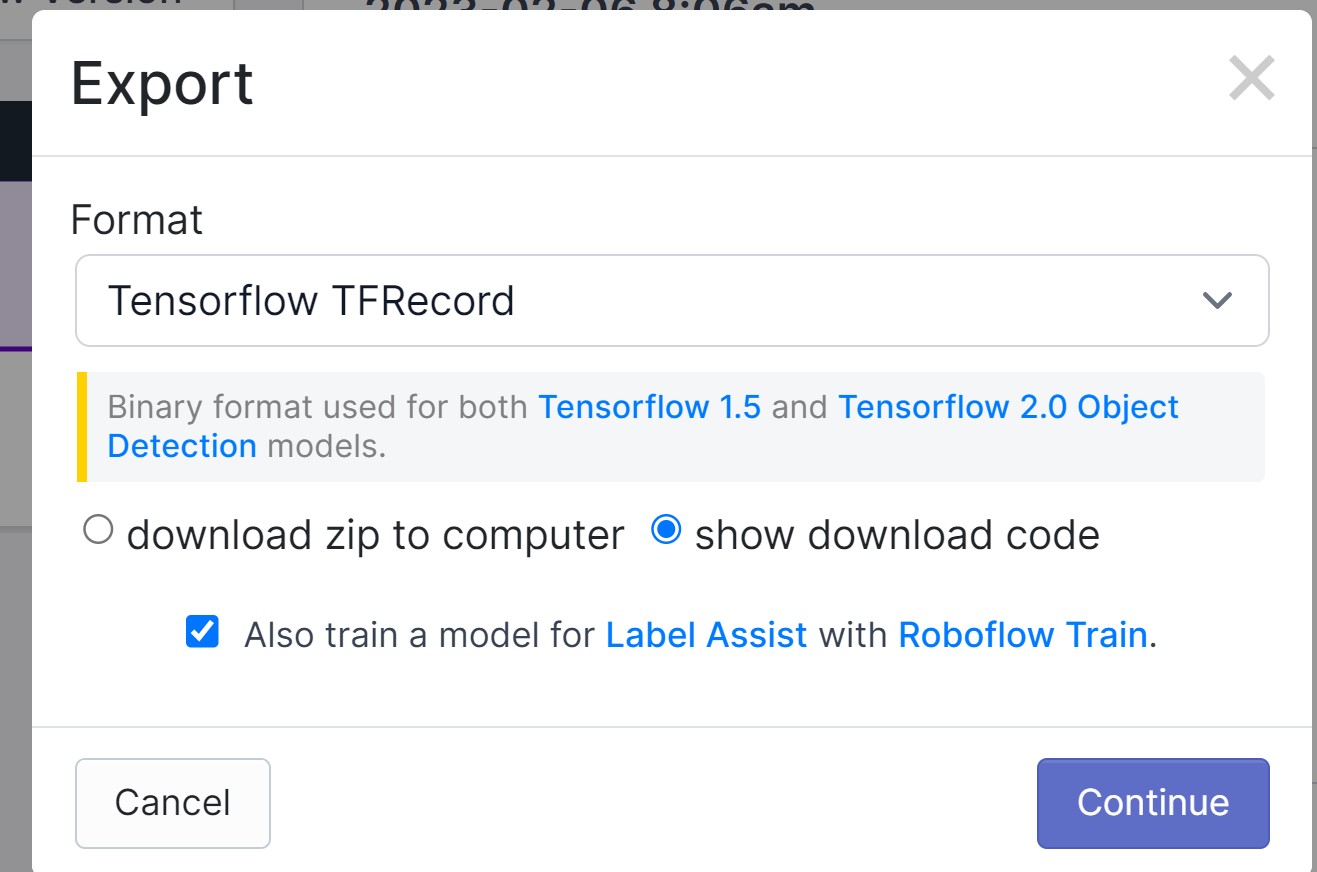 2023-02-06 8:06am
Export
Format
Tensorflow TFRecord
Binary format used for both Tensorflow 1.5 and Tensorflow 2.0 Object
Detection models.
download zip to computer show download code
Also train a model for Label Assist with Roboflow Train.
Cancel Continue